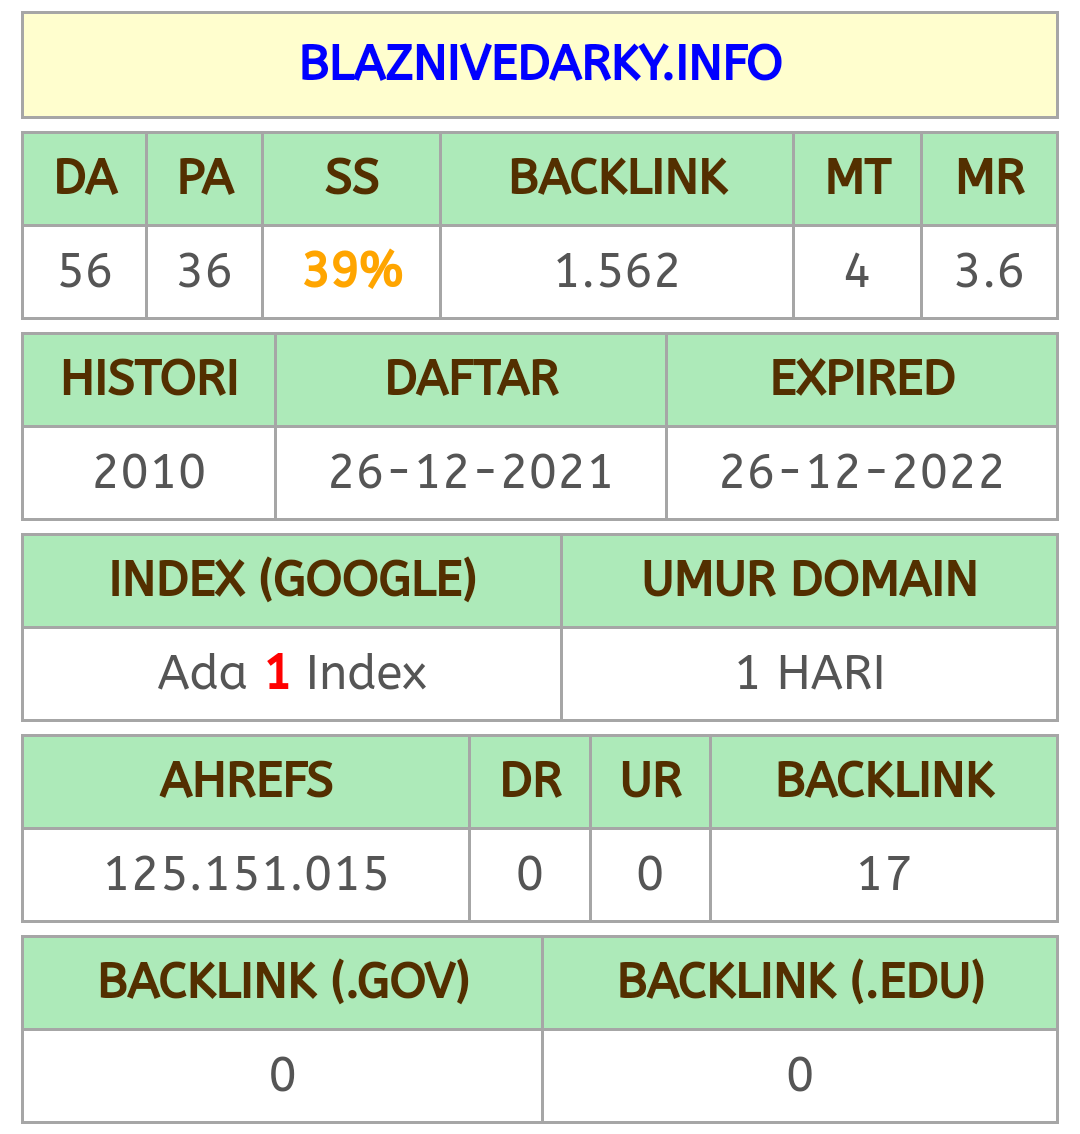 BLAZNIVEDARKY.INFO
DA PA SS BACKLINK MT MR
56 36 39% 1.562 4 3.6
HISTORI DAFTAR EXPIRED
2010 26-12-2021 26-12-2022
INDEX (GOOGLE) UMUR DOMAIN
Ada 1 Index 1 HARI
AHREFS DR UR BACKLINK
125.151.015 0 0 17
BACKLINK (.GOV) BACKLINK (.EDU)
0 0